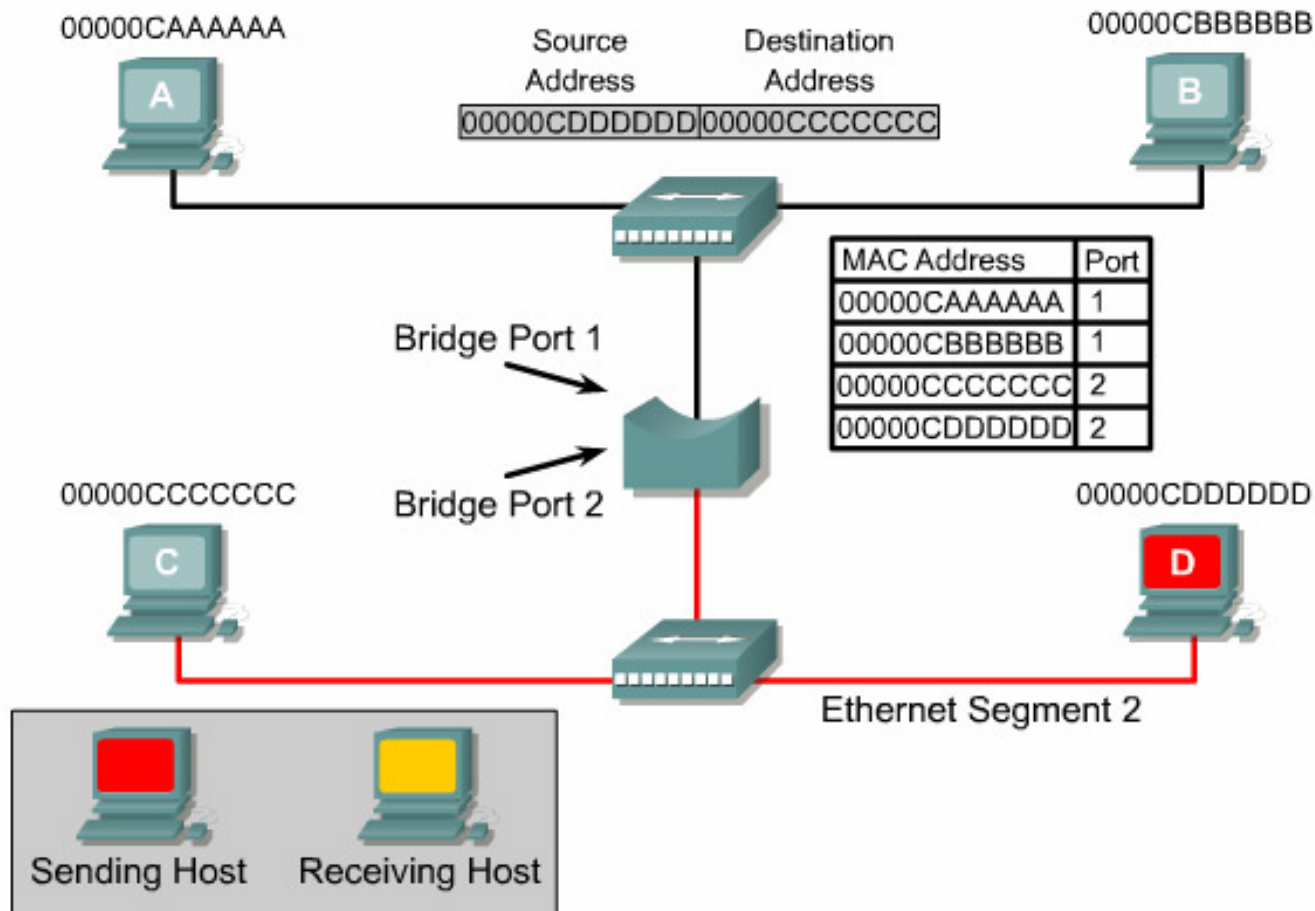 00000CAAAAAA
00000CBBBBBB
Source Address
Destination Address
00000CDDDDDD 00000CCCCCCC
A
B
MAC Address Port
00000CAAAAAA 1
00000CBBBBBB 1
00000CCCCCCC 2
00000CDDDDDD 2
Bridge Port 1
Bridge Port 2
00000CCCCCCC
00000CDDDDDD
C
D
Ethernet Segment 2
Sending Host
Receiving Host